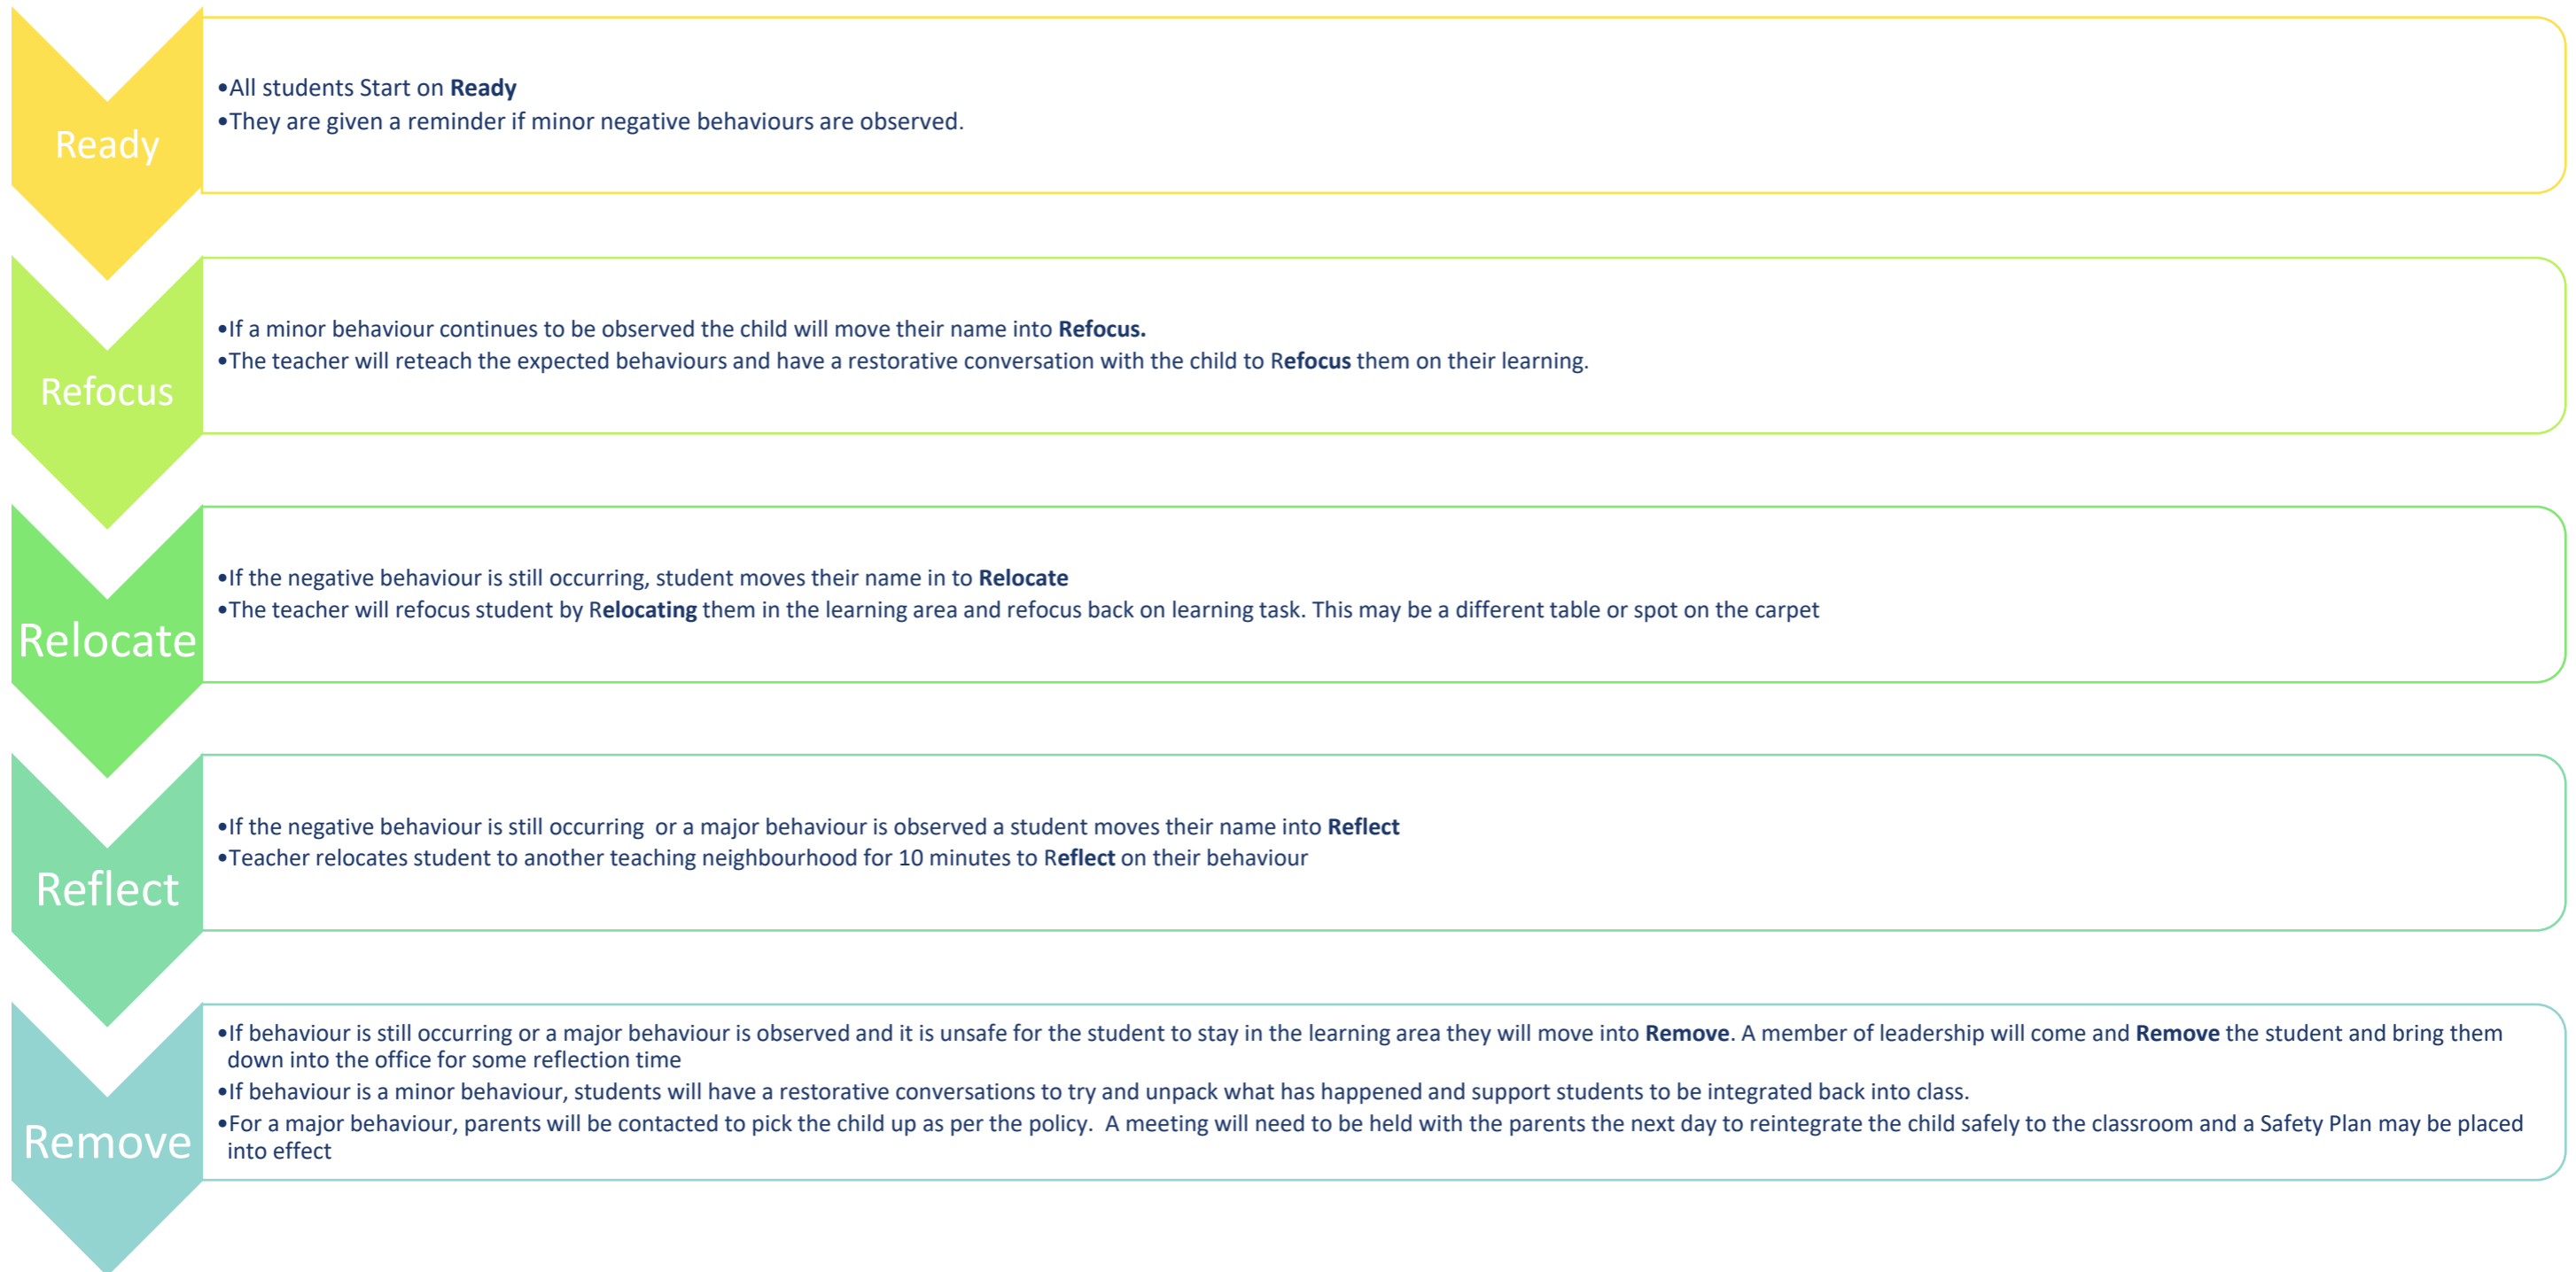 Ready
•All students Start on Ready
•They are given a reminder if minor negative behaviours are observed.
Refocus
•If a minor behaviour continues to be observed the child will move their name into Refocus.
•The teacher will reteach the expected behaviours and have a restorative conversation with the child to Refocus them on their learning.
Relocate
•If the negative behaviour is still occurring, student moves their name in to Relocate
•The teacher will refocus student by Relocating them in the learning area and refocus back on learning task. This may be a different table or spot on the carpet
Reflect
•If the negative behaviour is still occurring  or a major behaviour is observed a student moves their name into Reflect
•Teacher relocates student to another teaching neighbourhood for 10 minutes to Reflect on their behaviour
Remove
•If behaviour is still occurring or a major behaviour is observed and it is unsafe for the student to stay in the learning area they will move into Remove. A member of leadership will come and Remove the student and bring them
down into the office for some reflection time
•If behaviour is a minor behaviour, students will have a restorative conversations to try and unpack what has happened and support students to be integrated back into class.
•For a major behaviour, parents will be contacted to pick the child up as per the policy.  A meeting will need to be held with the parents the next day to reintegrate the child safely to the classroom and a Safety Plan may be placed
into effect